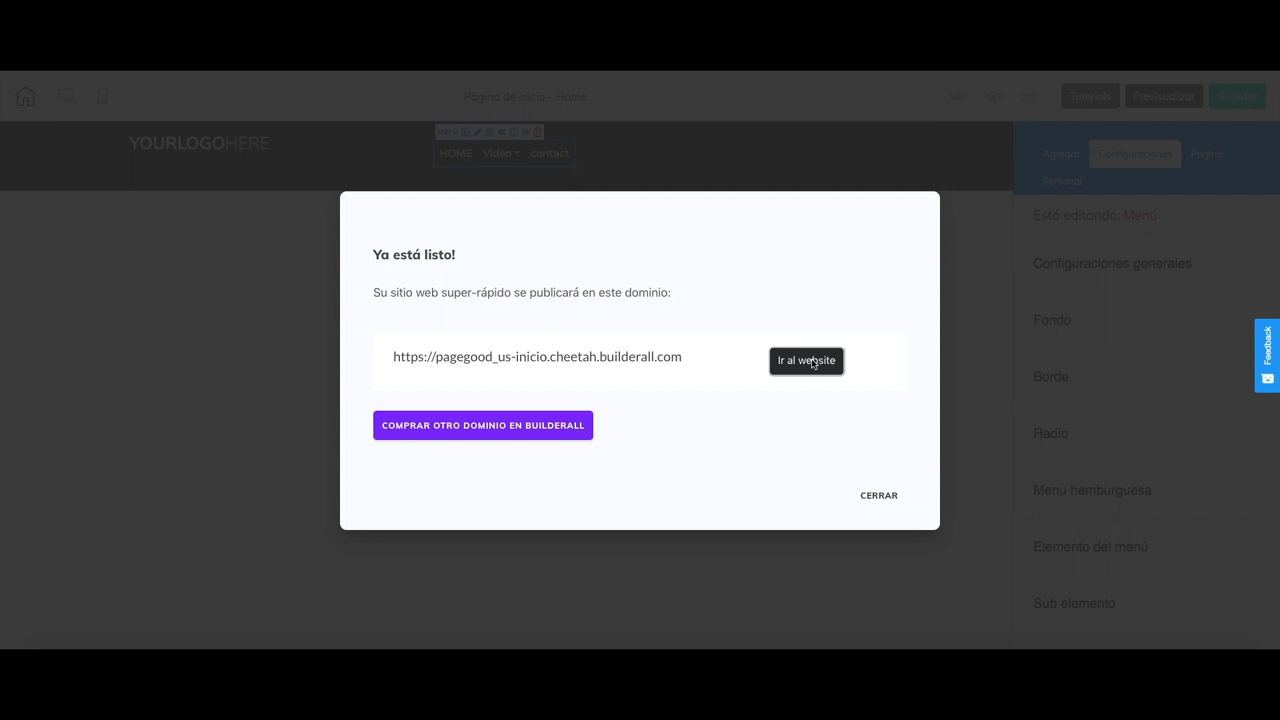 Página de inicio - Home
Tutorials
Previsualizar
Guardar
YOURLOGOHERE
Menú
HOME
Video
contact
Agregar
Configuraciones
Página
Personal
Está editando: Menú
Configuraciones generales
Fondo
Borde
Radio
Menu hamburguesa
Elemento del menú
Sub elemento
Ya está listo!
Su sitio web super-rápido se publicará en este dominio:
https://pagegood_us-inicio.cheetah.builderall.com
Ir al website
COMPRAR OTRO DOMINIO EN BUILDERALL
CERRAR
Feedback